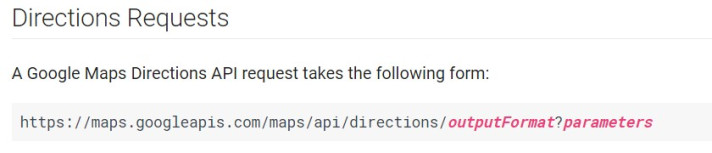 Directions Requests
A Google Maps Directions API request takes the following form:
https://maps.googleapis.com/maps/api/directions/outputFormat?parameters